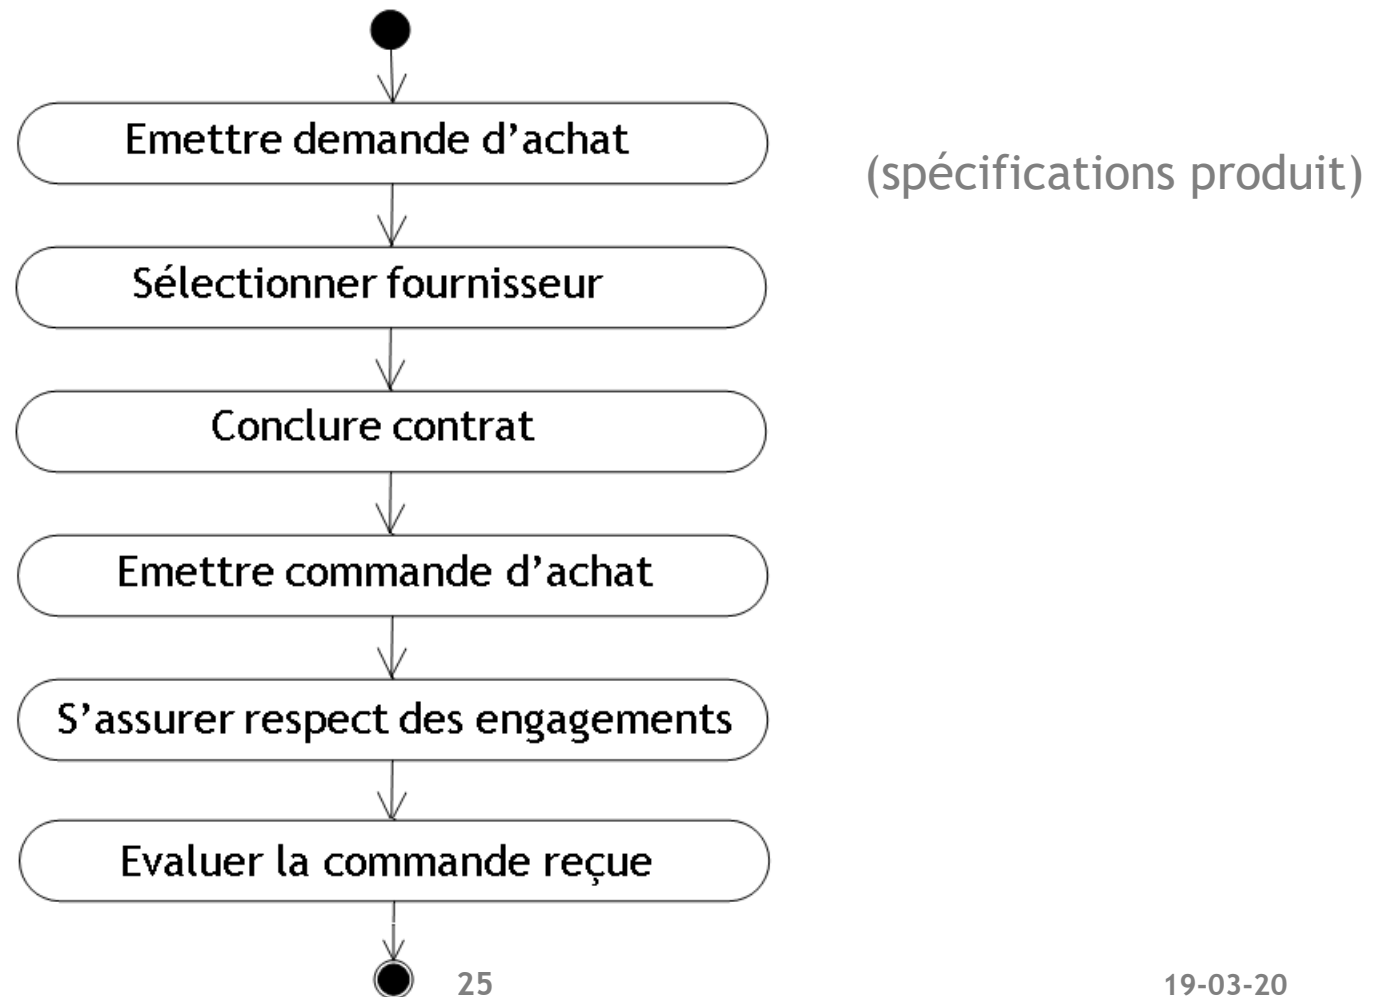 Emettre demande d’achat
(spécifications produit)
Sélectionner fournisseur
Conclure contrat
Emettre commande d’achat
S’assurer respect des engagements
Evaluer la commande reçue
25
19-03-20